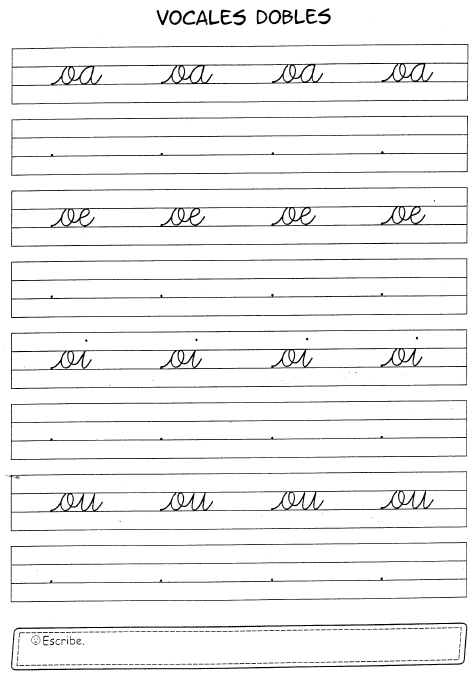 VOCALES DOBLES
oa oa oa oa
oe oe oe oe
oi oi oi oi
ou ou ou ou
Escribe.